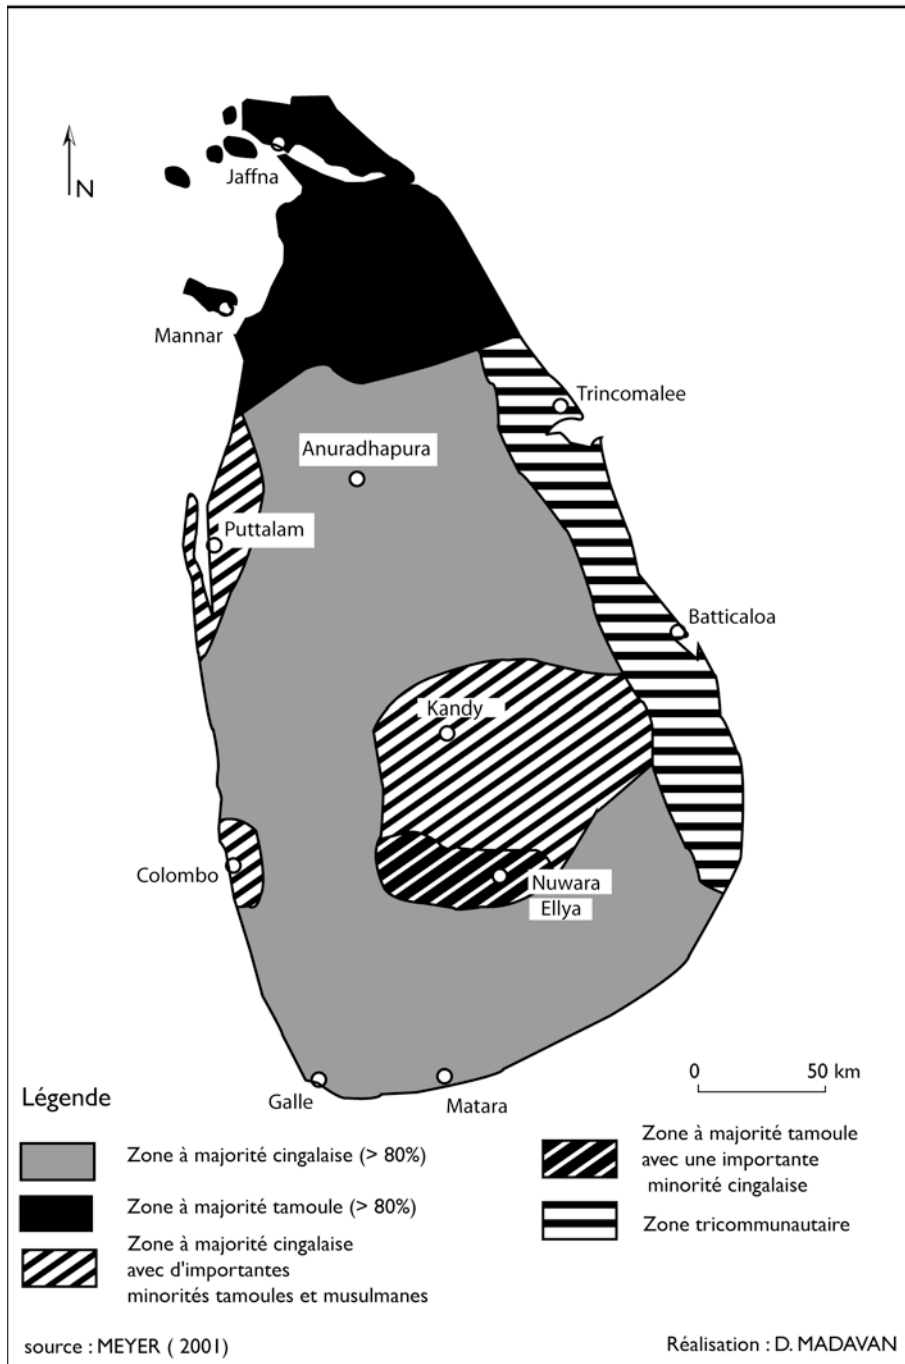 N
Jaffna
Mannar
Trincomalee
Anuradhapura
Puttalam
Batticaloa
Kandy
Colombo
Nuwara
Ellya
0 50 km
Galle
Matara
Légende
Zone à majorité cingalaise (> 80%)
Zone à majorité tamoule (> 80%)
Zone à majorité cingalaise
avec d'importantes
minorités tamoules et musulmanes
Zone à majorité tamoule
avec une importante
minorité cingalaise
Zone tricommunautaire
source : MEYER ( 2001)
Réalisation : D. MADAVAN